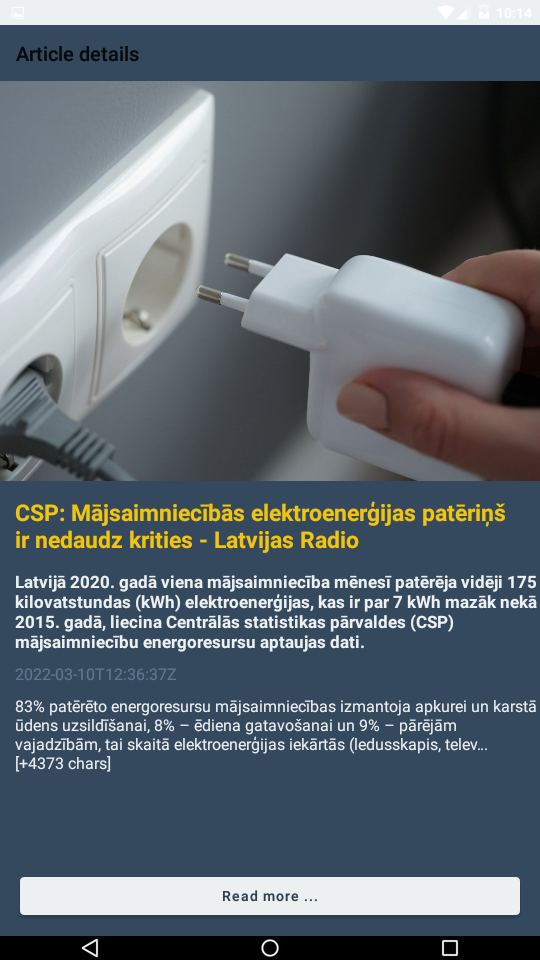 10:14
Article details
CSP: Mājsaimniecībās elektroenerģijas patēriņš
ir nedaudz krities - Latvijas Radio
Latvijā 2020. gadā viena mājsaimniecība mēnesī patērēja vidēji 175
kilovatstundas (kWh) elektroenerģijas, kas ir par 7 kWh mazāk nekā
2015. gadā, liecina Centrālās statistikas pārvaldes (CSP)
mājsaimniecību energoresursu aptaujas dati.
2022-03-10T12:36:37Z
83% patērēto energoresursu mājsaimniecības izmantoja apkurei un karstā
ūdens uzsildīšanai, 8% – ēdiena gatavošanai un 9% – pārējām
vajadzībām, tai skaitā elektroenerģijas iekārtās (ledusskapis, telev…
[+4373 chars]
Read more ...